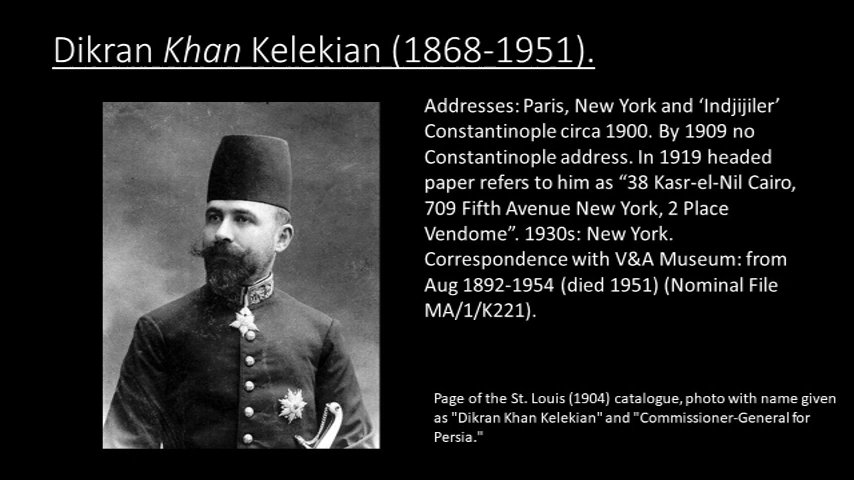 Dikran Khan Kelekian (1868-1951).
Addresses: Paris, New York and ‘Indjijiler’
Constantinople circa 1900. By 1909 no
Constantinople address. In 1919 headed
paper refers to him as “38 Kasr-el-Nil Cairo,
709 Fifth Avenue New York, 2 Place
Vendome”. 1930s: New York.
Correspondence with V&A Museum: from
Aug 1892-1954 (died 1951) (Nominal File
MA/1/K221).
Page of the St. Louis (1904) catalogue, photo with name given
as "Dikran Khan Kelekian" and "Commissioner-General for
Persia."